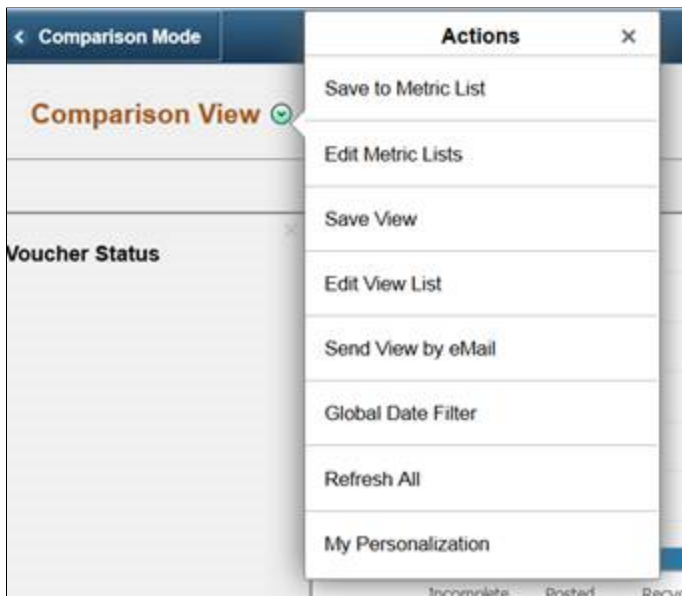 Comparison Mode
Actions
Comparison View
Save to Metric List
Edit Metric Lists
Save View
Voucher Status
Edit View List
Send View by eMail
Global Date Filter
Refresh All
My Personalization
Incomplete Posted